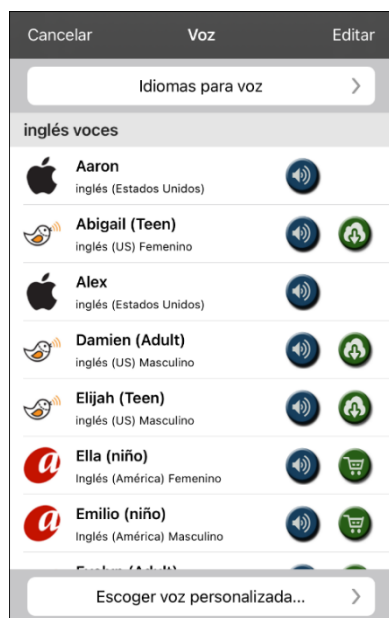 Cancelar Voz Editar
Idiomas para voz
inglés voces
Aaron
inglés (Estados Unidos)
Abigail (Teen)
inglés (US) Femenino
Alex
inglés (Estados Unidos)
Damien (Adult)
inglés (US) Masculino
Elijah (Teen)
inglés (US) Masculino
Ella (niño)
Inglés (América) Femenino
Emilio (niño)
Inglés (América) Masculino
Escoger voz personalizada...